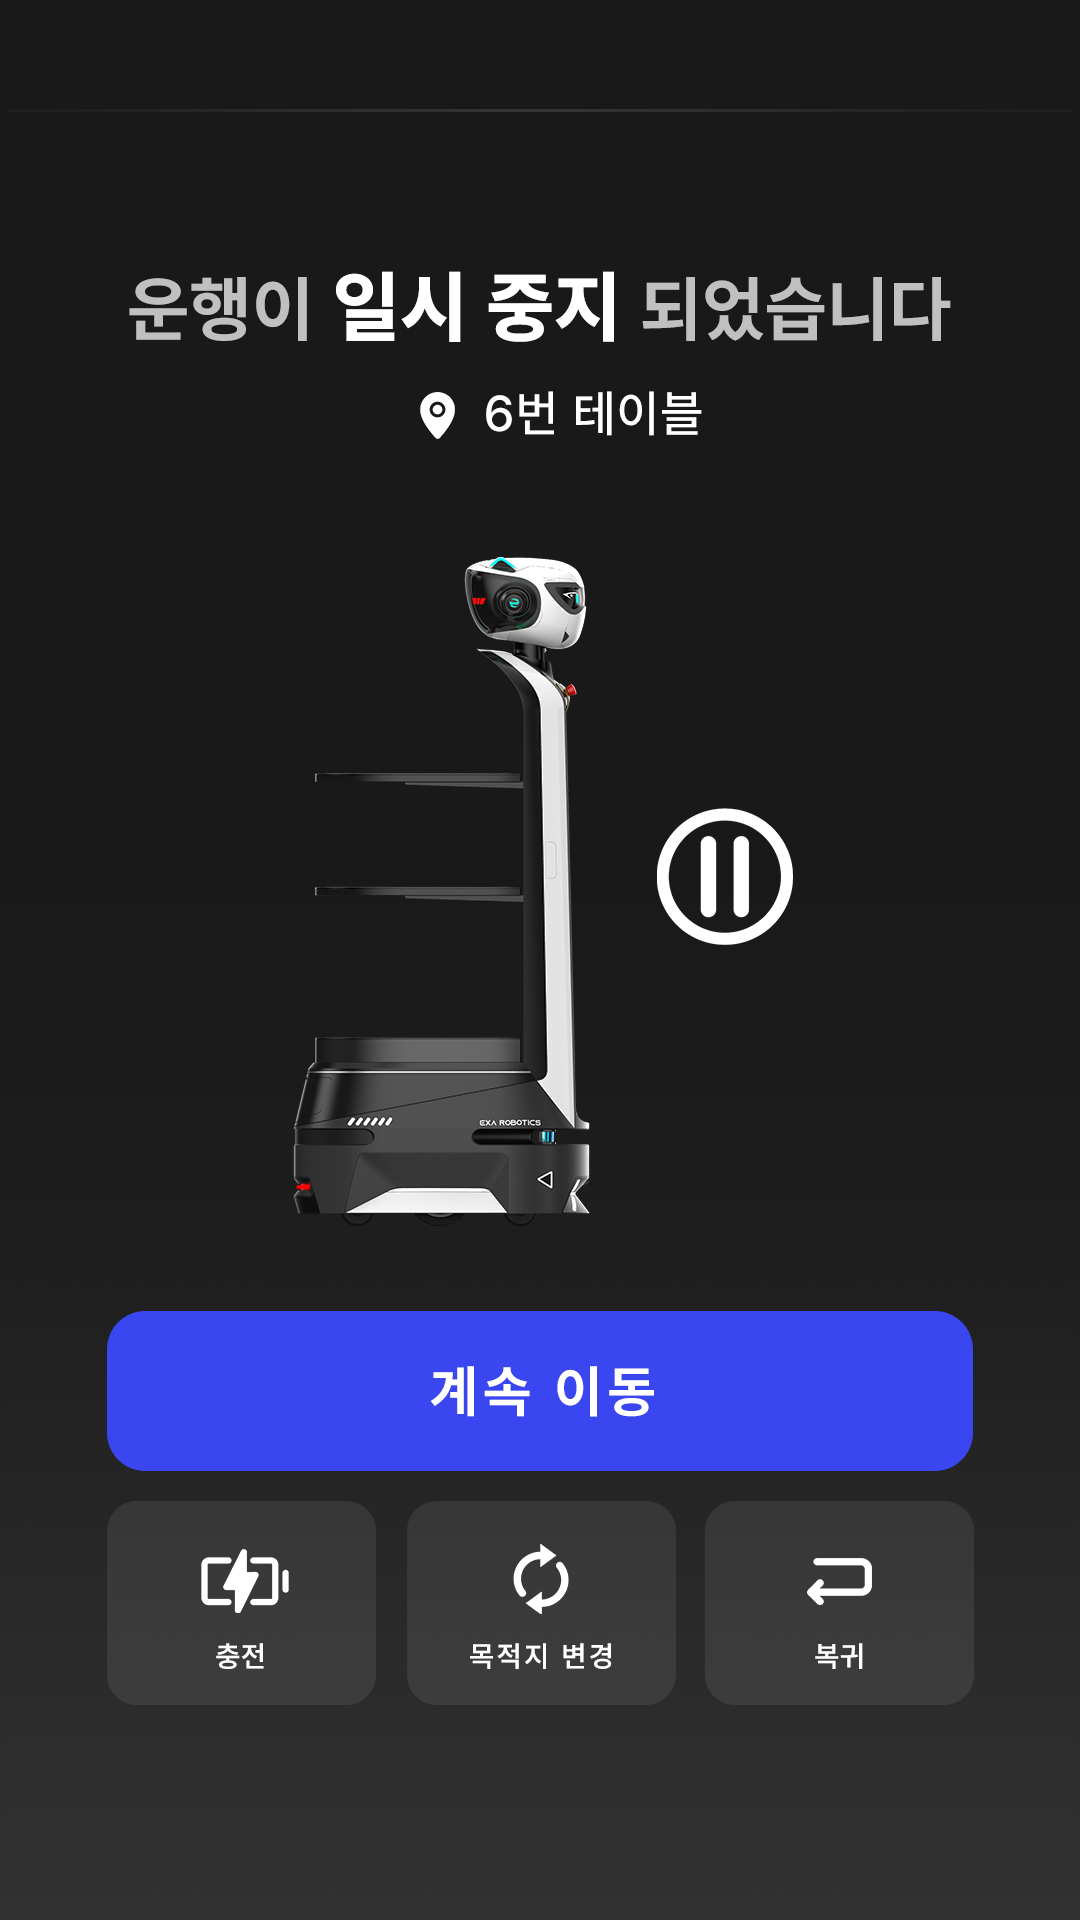 운행이 일시 중지 되었습니다
6번 테이블
EXA ROBOTICS
계속 이동
충전
목적지 변경
복귀